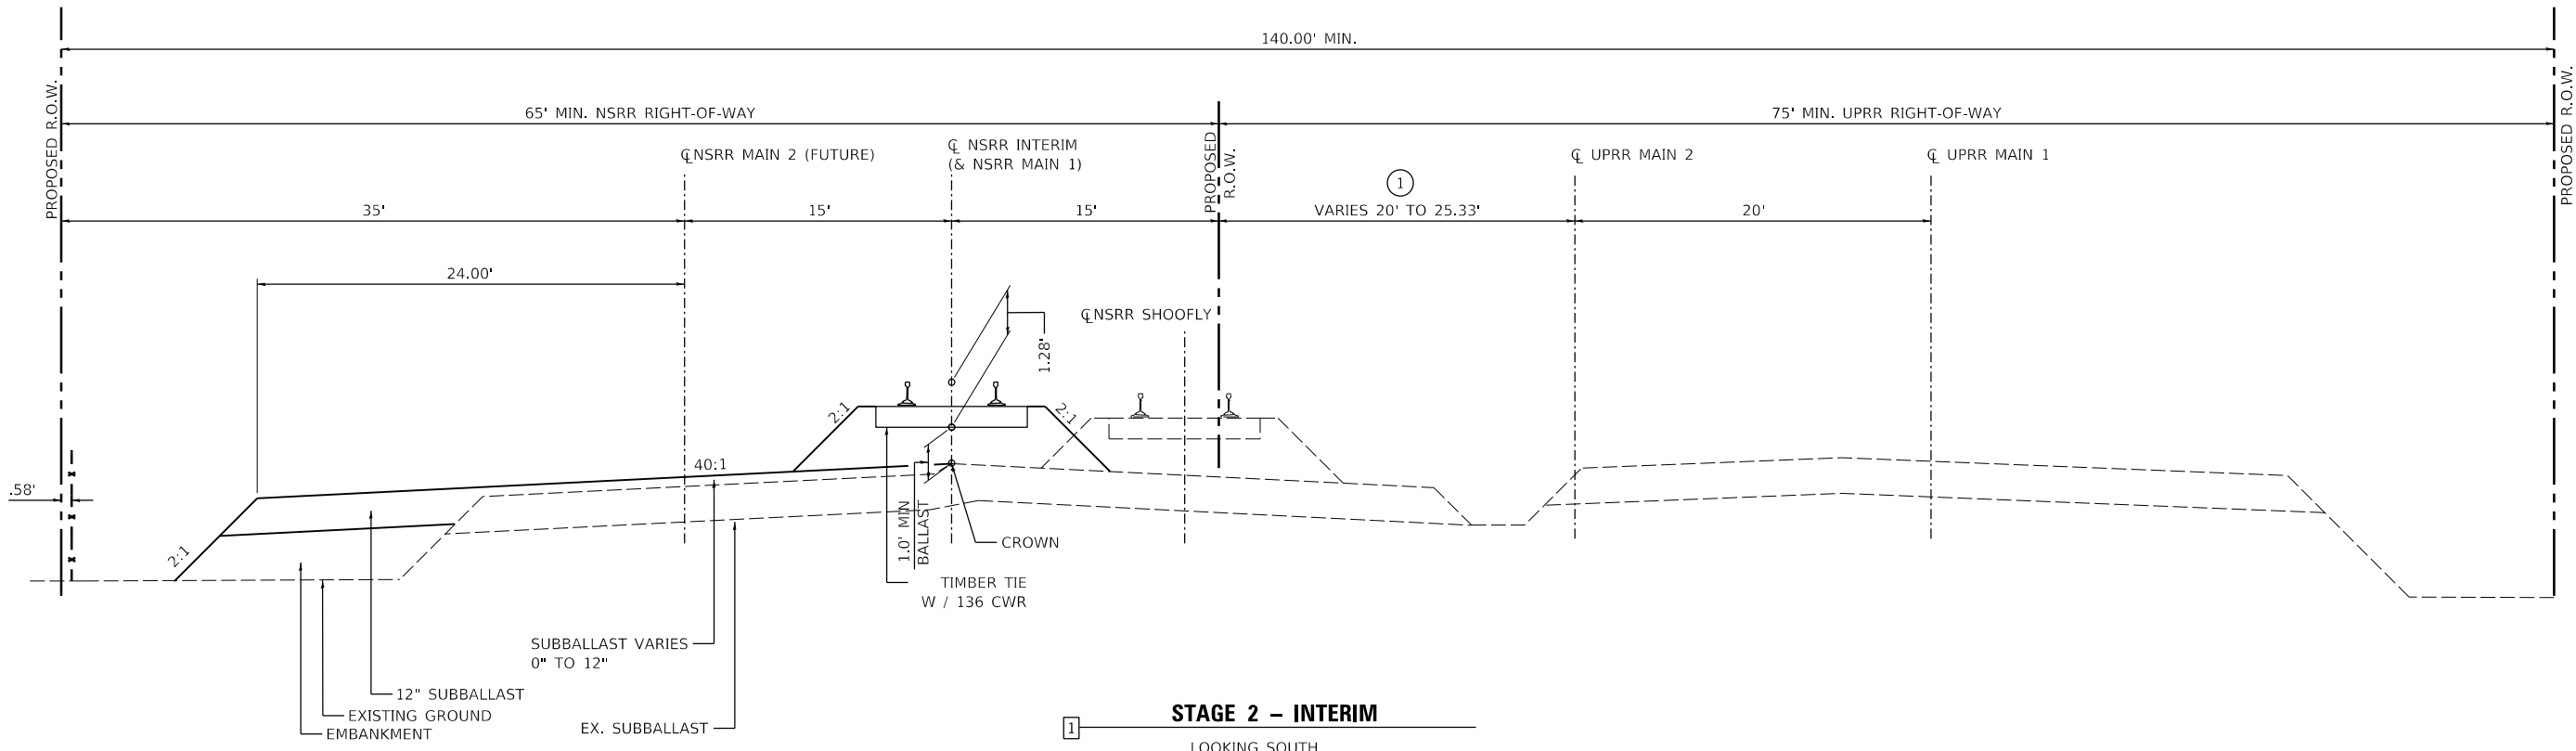 140.00' MIN.
PROPOSED R.O.W.
65' MIN. NSRR RIGHT-OF-WAY
75' MIN. UPRR RIGHT-OF-WAY
PROPOSED R.O.W.
℄ NSRR MAIN 2 (FUTURE)
℄ NSRR INTERIM
(& NSRR MAIN 1)
PROPOSED
R.O.W.
℄ UPRR MAIN 2
℄ UPRR MAIN 1
1
35'
15'
15'
VARIES 20' TO 25.33'
20'
24.00'
℄ NSRR SHOOFLY
1.28'
2:1
2:1
40:1
.58'
2:1
1.0' MIN
BALLAST
CROWN
TIMBER TIE
W / 136 CWR
SUBBALLAST VARIES
0" TO 12"
12" SUBBALLAST
EXISTING GROUND
EMBANKMENT
EX. SUBBALLAST
1
STAGE 2 – INTERIM
LOOKING SOUTH